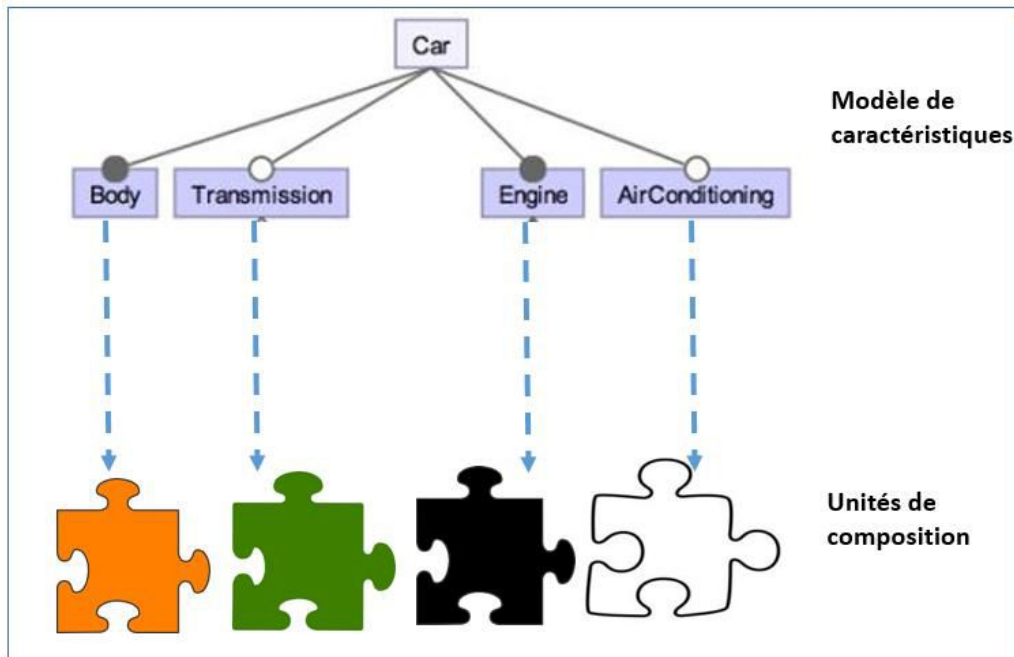 Car
Modèle de
caractéristiques
Body
Transmission
Engine
AirConditioning
Unités de
composition